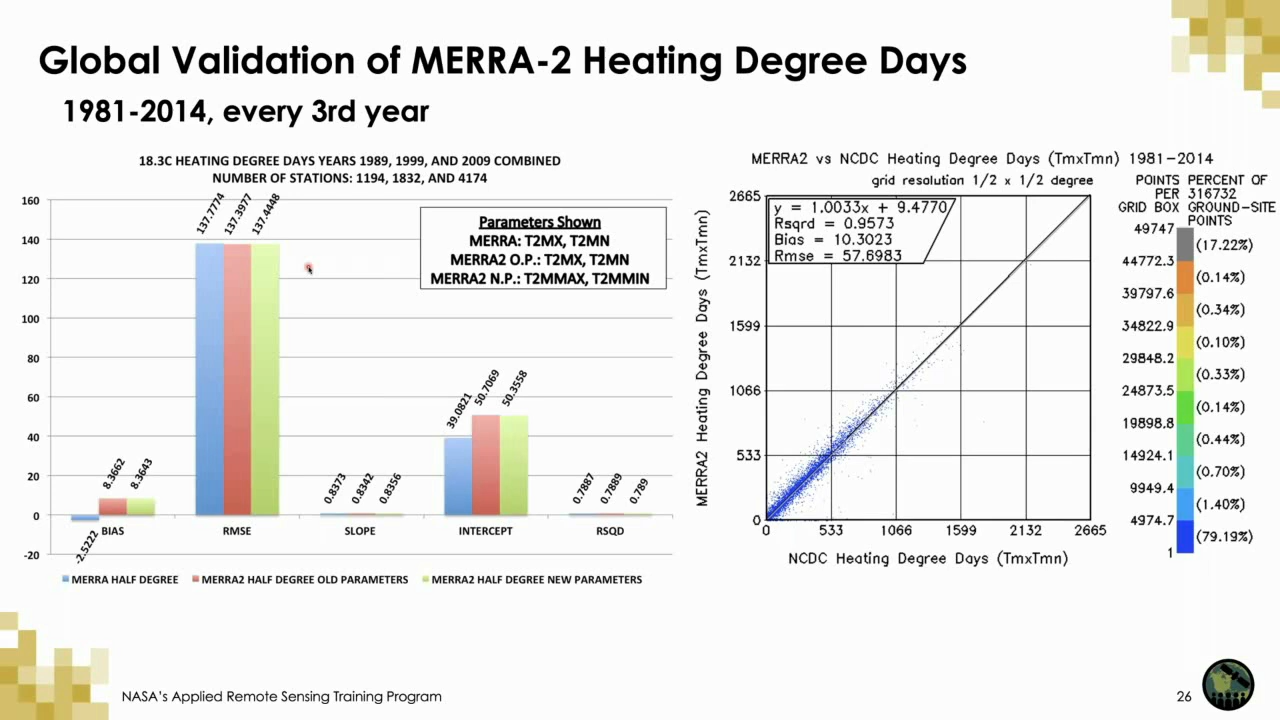 Global Validation of MERRA-2 Heating Degree Days
1981-2014, every 3rd year
18.3C HEATING DEGREE DAYS YEARS 1989, 1999, AND 2009 COMBINED
NUMBER OF STATIONS: 1194, 1832, AND 4174
160
140
120
100
80
60
40
20
0
-20
137.7774
137.3977
137.4448
Parameters Shown
MERRA: T2MX, T2MN
MERRA2 O.P.: T2MX, T2MN
MERRA2 N.P.: T2MMAX, T2MMIN
-2.5222
8.3662
8.3643
0.8373
0.8342
0.8356
39.0821
50.7069
50.3558
0.7887
0.7889
0.789
BIAS
RMSE
SLOPE
INTERCEPT
RSQD
MERRA HALF DEGREE
MERRA2 HALF DEGREE OLD PARAMETERS
MERRA2 HALF DEGREE NEW PARAMETERS
MERRA2 vs NCDC Heating Degree Days (TmxTmn) 1981-2014
grid resolution 1/2 x 1/2 degree
y = 1.0033x + 9.4770
Rsqrd = 0.9573
Bias = 10.3023
Rmse = 57.6983
MERRA2 Heating Degree Days (TmxTmn)
2665
2132
1599
1066
533
0
0 533 1066 1599 2132 2665
NCDC Heating Degree Days (TmxTmn)
POINTS PERCENT OF
PER 316732
GRID BOX GROUND-SITE
POINTS
49747
(17.22%)
44772.3
(0.14%)
39797.6
(0.34%)
34822.9
(0.10%)
29848.2
(0.33%)
24873.5
(0.14%)
19898.8
(0.44%)
14924.1
(0.70%)
9949.4
(1.40%)
4974.7
(79.19%)
1
NASA's Applied Remote Sensing Training Program
26